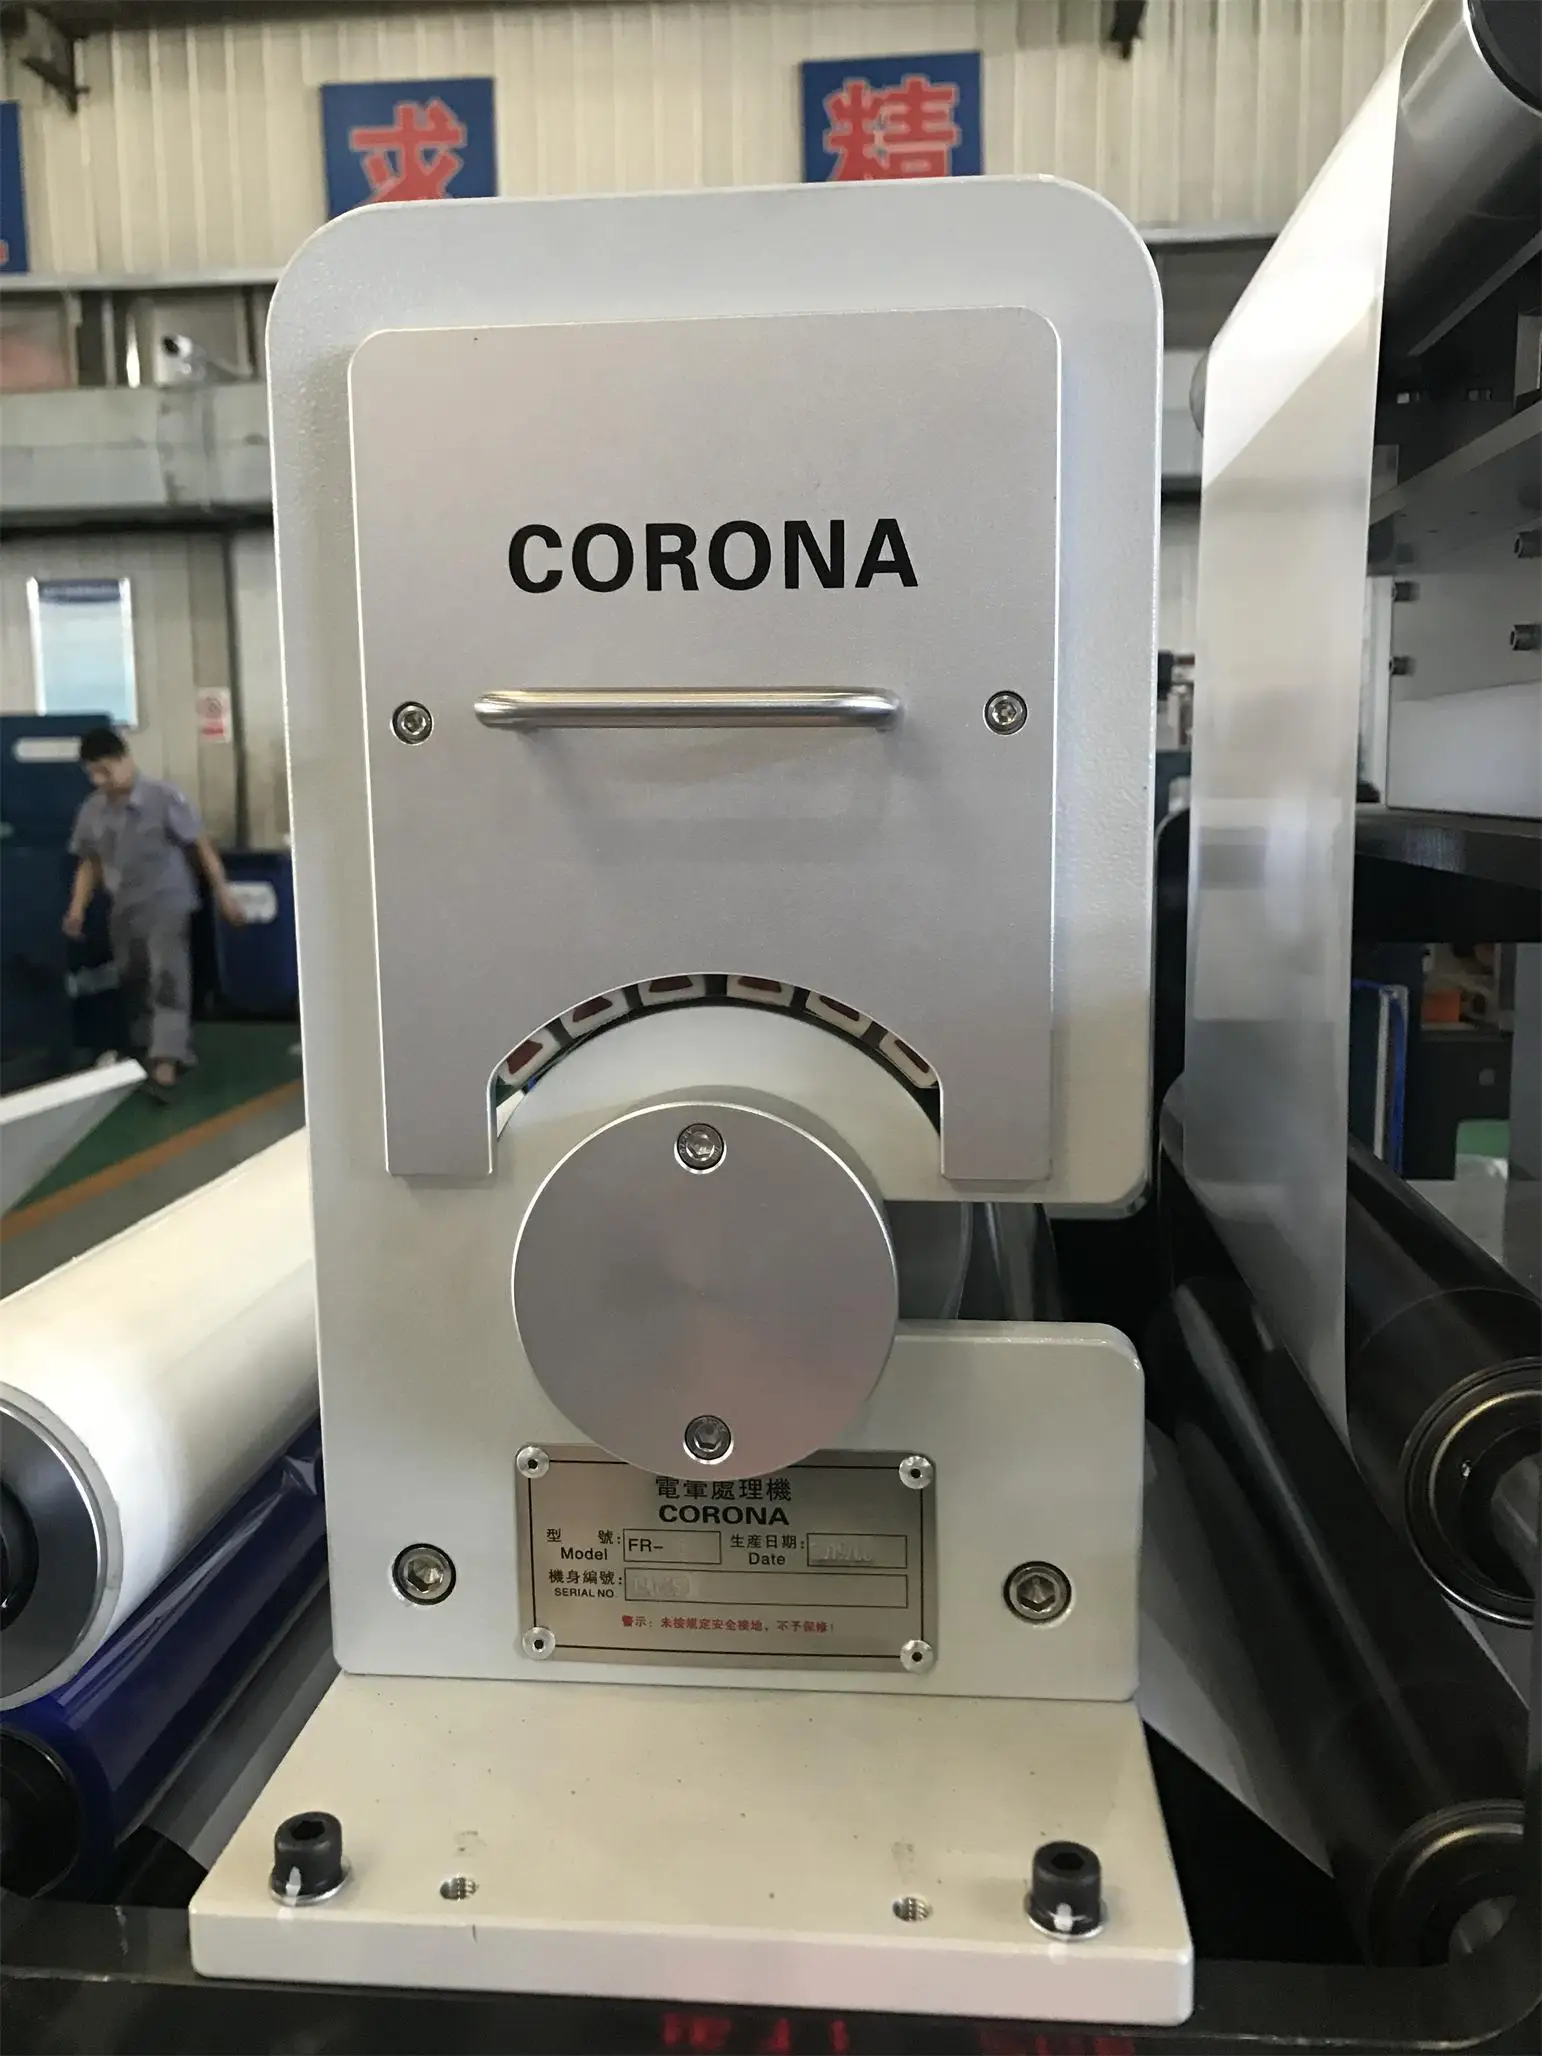 求
精
CORONA
電暈處理機
CORONA
型 號: FR- 生産日期:
Model Date
機身編號:
SERIAL NO.
警示: 未按規定安全接地, 不予保修!